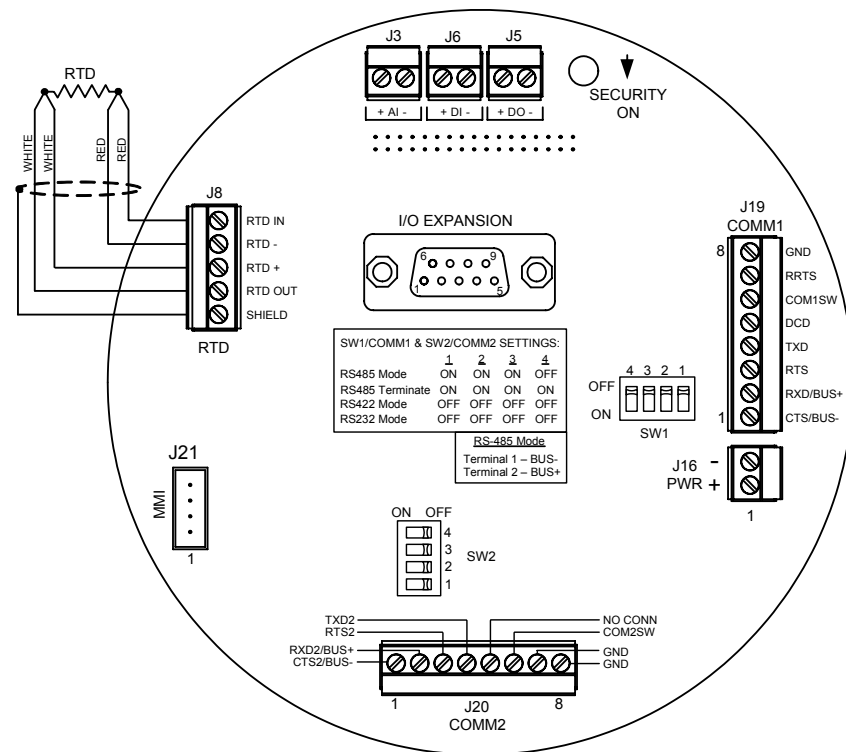 J3 J6 J5
+ AI - + DI - + DO -
SECURITY
ON
RTD
WHITE
WHITE
RED
RED
J8
RTD IN
RTD -
RTD +
RTD OUT
SHIELD
RTD
I/O EXPANSION
6 9
1 5
J19
COMM1
8
GND
RRTS
COM1SW
DCD
TXD
RTS
RXD/BUS+
CTS/BUS-
1
SW1/COMM1 & SW2/COMM2 SETTINGS:
1 2 3 4
RS485 Mode ON ON ON OFF
RS485 Terminate ON ON ON ON
RS422 Mode OFF OFF OFF OFF
RS232 Mode OFF OFF OFF OFF
RS-485 Mode
Terminal 1 – BUS-
Terminal 2 – BUS+
4 3 2 1
OFF
ON
SW1
J16 -
PWR +
1
J21
MMI
1
ON OFF
4
3
2
1
SW2
TXD2
RTS2
RXD2/BUS+
CTS2/BUS-
NO CONN
COM2SW
GND
GND
1 8
J20
COMM2